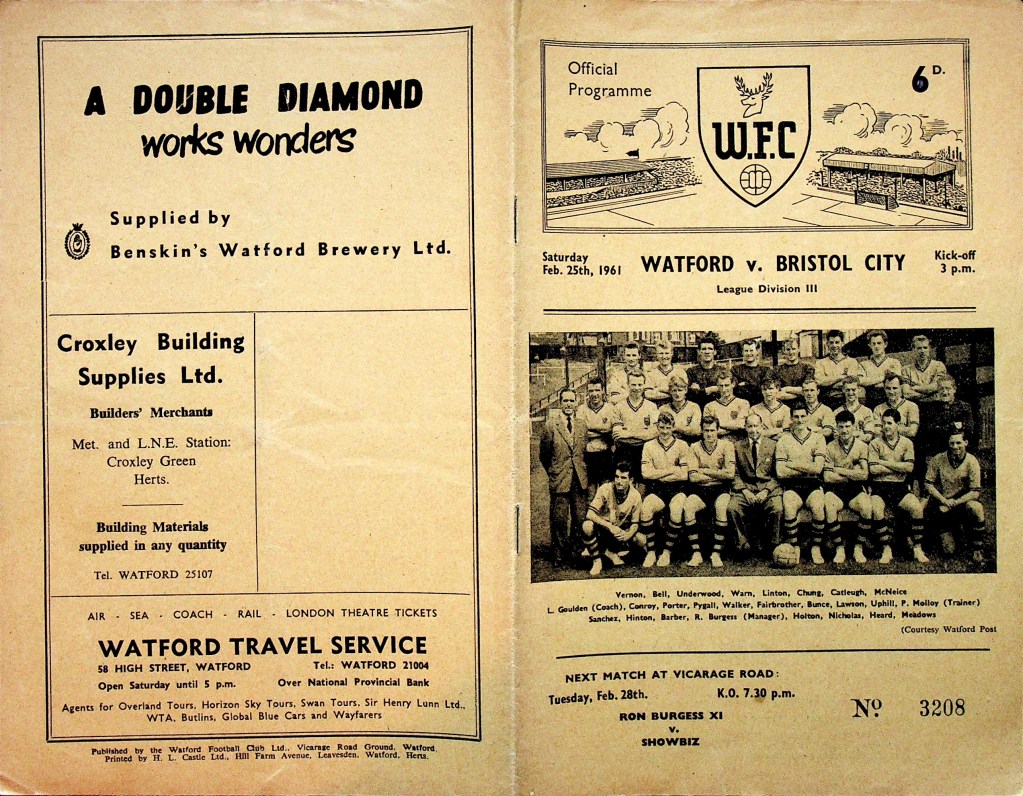 A DOUBLE DIAMOND
works wonders
Supplied by
Benskin's Watford Brewery Ltd.
Croxley Building
Supplies Ltd.
Builders' Merchants
Met. and L.N.E. Station:
Croxley Green
Herts.
Building Materials
supplied in any quantity
Tel. WATFORD 25107
AIR - SEA - COACH - RAIL - LONDON THEATRE TICKETS
WATFORD TRAVEL SERVICE
58 HIGH STREET, WATFORD Tel.: WATFORD 21004
Open Saturday until 5 p.m. Over National Provincial Bank
Agents for Overland Tours, Horizon Sky Tours, Swan Tours, Sir Henry Lunn Ltd.,
WTA, Butlins, Global Blue Cars and Wayfarers
Published by the Watford Football Club Ltd., Vicarage Road Ground, Watford.
Printed by H. L. Castle Ltd., Hill Farm Avenue, Leavesden, Watford, Herts.
Official
Programme
6D.
W.F.C
Saturday
Feb. 25th, 1961
WATFORD v. BRISTOL CITY
Kick-off
3 p.m.
League Division III
Vernon, Bell, Underwood, Warn, Linton, Chung, Catleugh, McNeice
L. Goulden (Coach), Conroy, Porter, Pygall, Walker, Fairbrother, Bunce, Lawson, Uphill, P. Molloy (Trainer)
Sanchez, Hinton, Barber, R. Burgess (Manager), Holton, Nicholas, Heard, Meadows
(Courtesy Watford Post
NEXT MATCH AT VICARAGE ROAD:
Tuesday, Feb. 28th. K.O. 7.30 p.m.
RON BURGESS XI
v.
SHOWBIZ
No. 3208